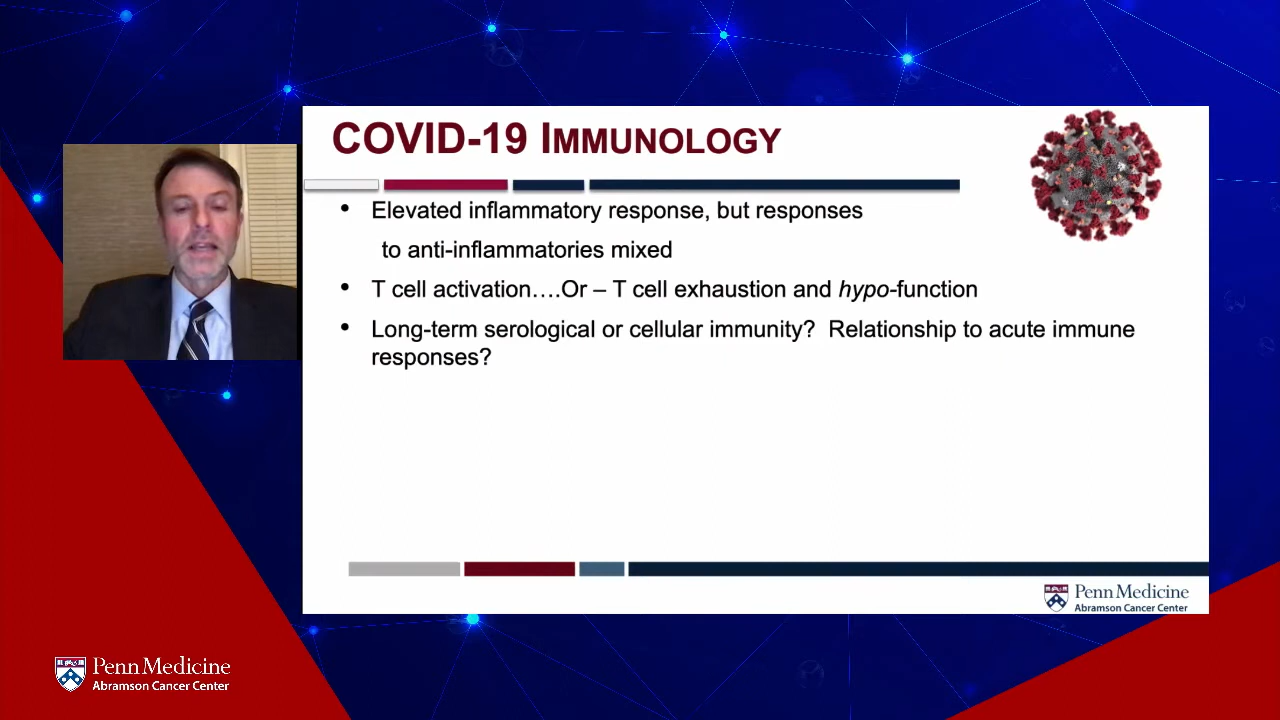 COVID-19 IMMUNOLOGY
• Elevated inflammatory response, but responses
to anti-inflammatories mixed
• T cell activation….Or – T cell exhaustion and hypo-function
• Long-term serological or cellular immunity?  Relationship to acute immune
responses?
Penn Medicine
Abramson Cancer Center
Penn Medicine
Abramson Cancer Center